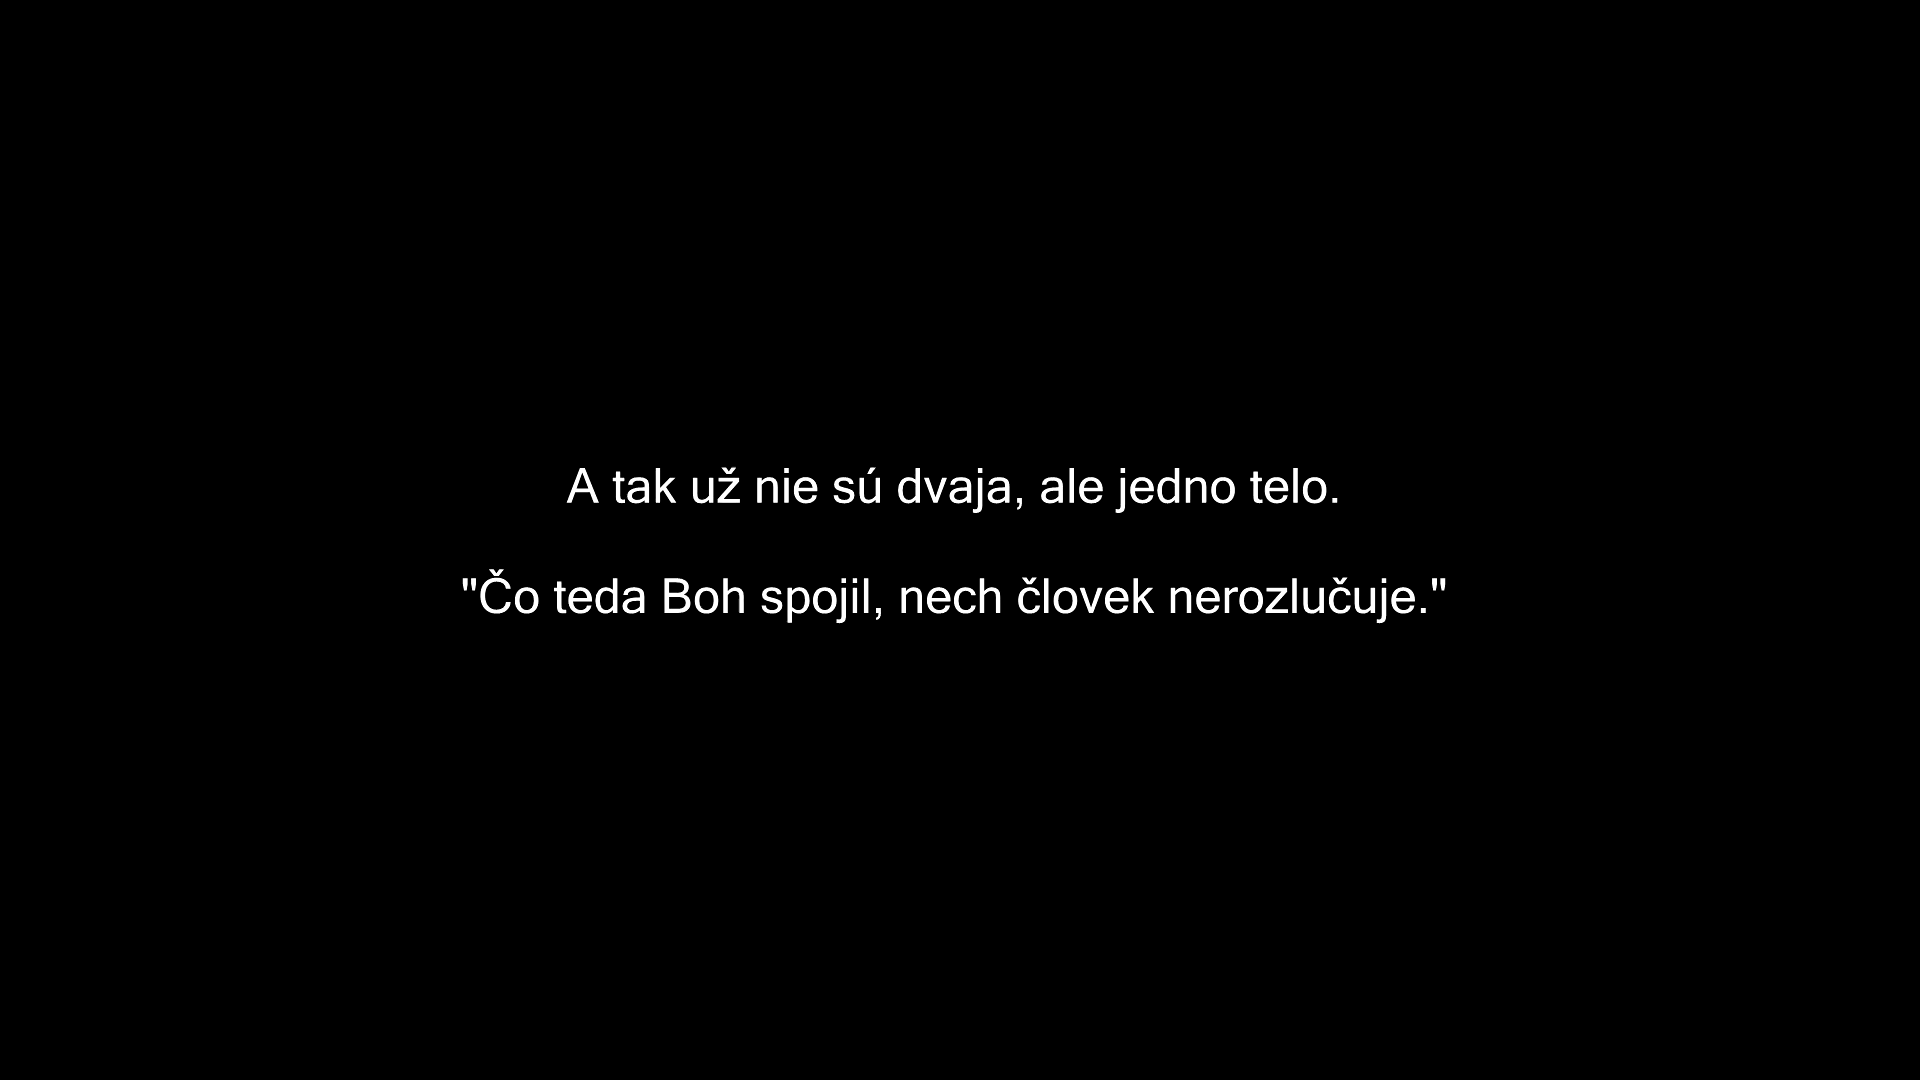 A tak už nie sú dvaja, ale jedno telo.
"Čo teda Boh spojil, nech človek nerozlučuje."